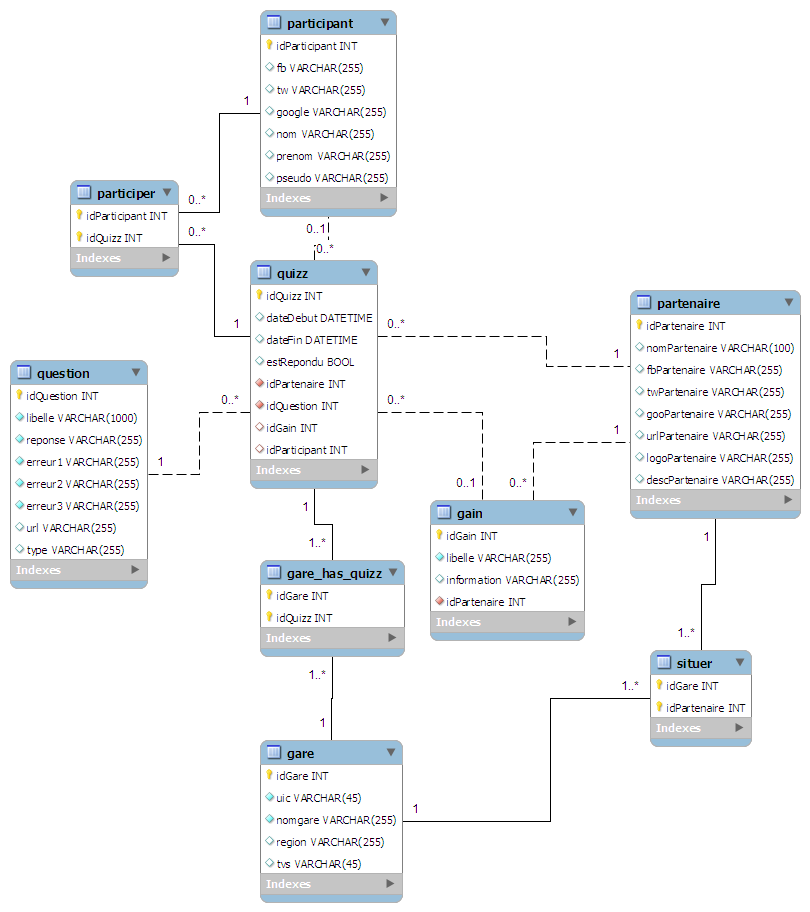 participant
idParticipant INT
fb VARCHAR(255)
tw VARCHAR(255)
google VARCHAR(255)
nom VARCHAR(255)
prenom VARCHAR(255)
pseudo VARCHAR(255)
Indexes
1
0..*
participer
idParticipant INT
idQuizz INT
Indexes
0..*
1
0..1
0..*
quizz
idQuizz INT
dateDebut DATETIME
dateFin DATETIME
estRepondu BOOL
idPartenaire INT
idQuestion INT
idGain INT
idParticipant INT
Indexes
0..*
1
partenaire
idPartenaire INT
nomPartenaire VARCHAR(100)
fbPartenaire VARCHAR(255)
twPartenaire VARCHAR(255)
gooPartenaire VARCHAR(255)
urlPartenaire VARCHAR(255)
logoPartenaire VARCHAR(255)
descPartenaire VARCHAR(255)
Indexes
question
idQuestion INT
libelle VARCHAR(1000)
reponse VARCHAR(255)
erreur1 VARCHAR(255)
erreur2 VARCHAR(255)
erreur3 VARCHAR(255)
url VARCHAR(255)
type VARCHAR(255)
Indexes
0..*
1
0..*
0..1
1
0..*
gain
idGain INT
libelle VARCHAR(255)
information VARCHAR(255)
idPartenaire INT
Indexes
1
1..*
gare_has_quizz
idGare INT
idQuizz INT
Indexes
1..*
1
1
1..*
situer
idGare INT
idPartenaire INT
Indexes
1..*
1
gare
idGare INT
uic VARCHAR(45)
nomgare VARCHAR(255)
region VARCHAR(255)
tvs VARCHAR(45)
Indexes